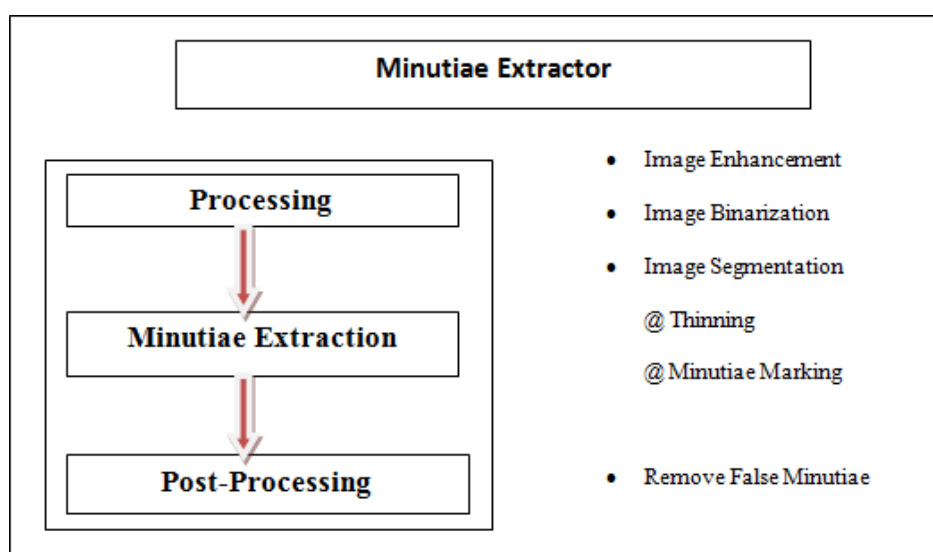 Minutiae Extractor
Processing
Minutiae Extraction
Post-Processing
• Image Enhancement
• Image Binarization
• Image Segmentation
@ Thinning
@ Minutiae Marking
• Remove False Minutiae